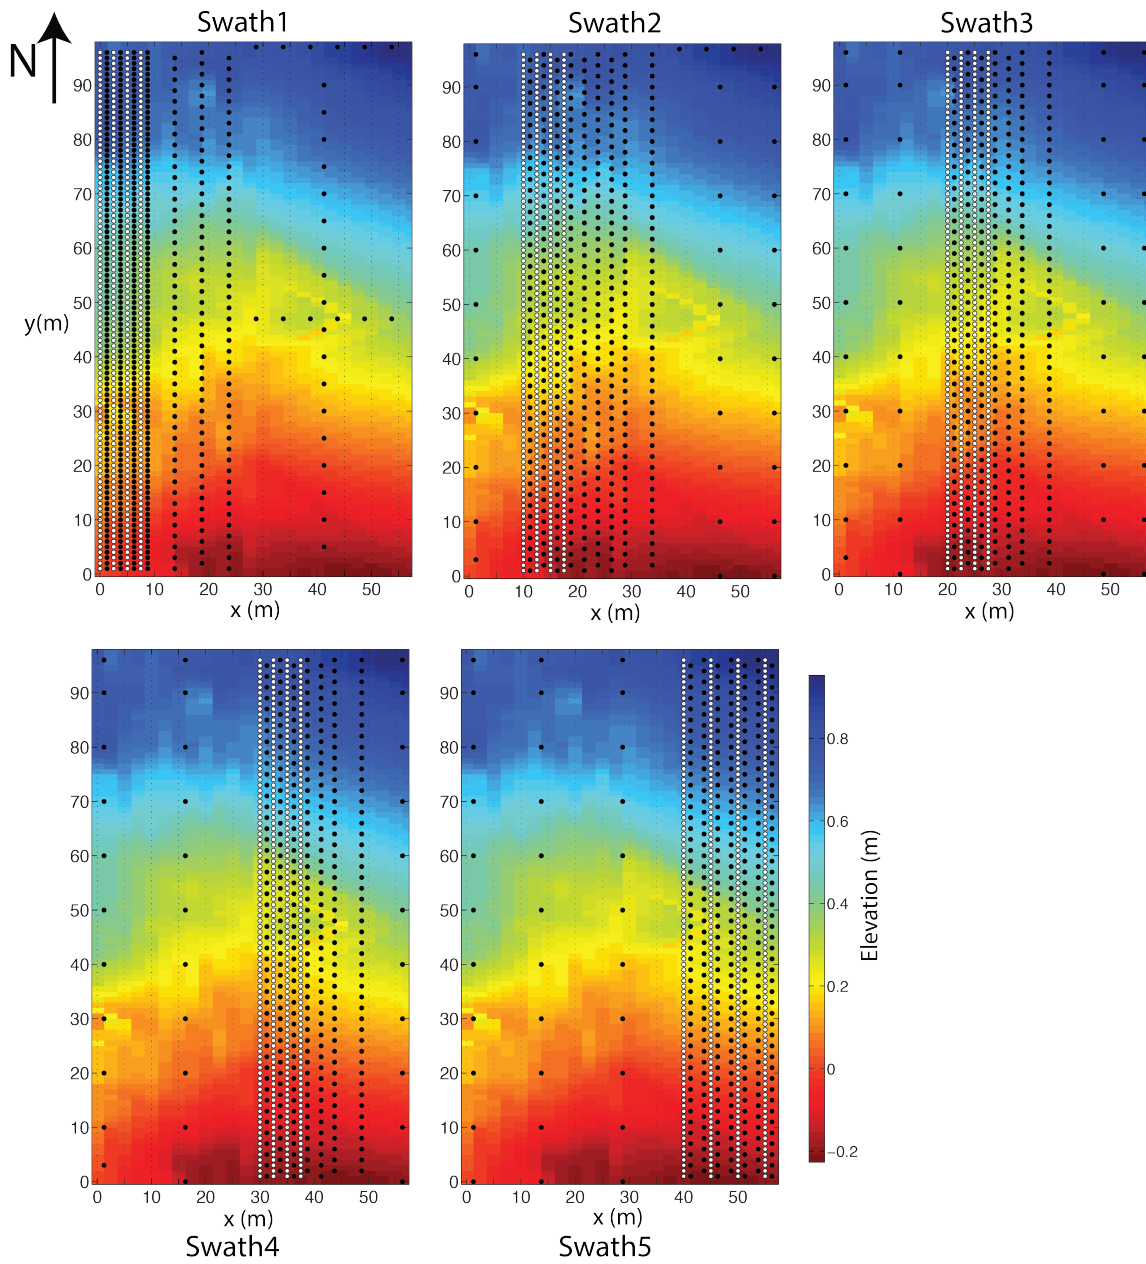 Swath1 Swath2 Swath3
N
90 90 90
80 80 80
70 70 70
60 60 60
50 50 50
y(m)
40 40 40
30 30 30
20 20 20
10 10 10
0 0 0
0 10 20 30 40 50 0 10 20 30 40 50 0 10 20 30 40 50
x (m) x (m) x (m)
90 90
80 80 0.8
70 70
60 60 0.6
50 50 0.4
Elevation (m)
40 40
30 30 0.2
20 20 0
10 10
0 0 −0.2
0 10 20 30 40 50 0 10 20 30 40 50
x (m) x (m)
Swath4 Swath5